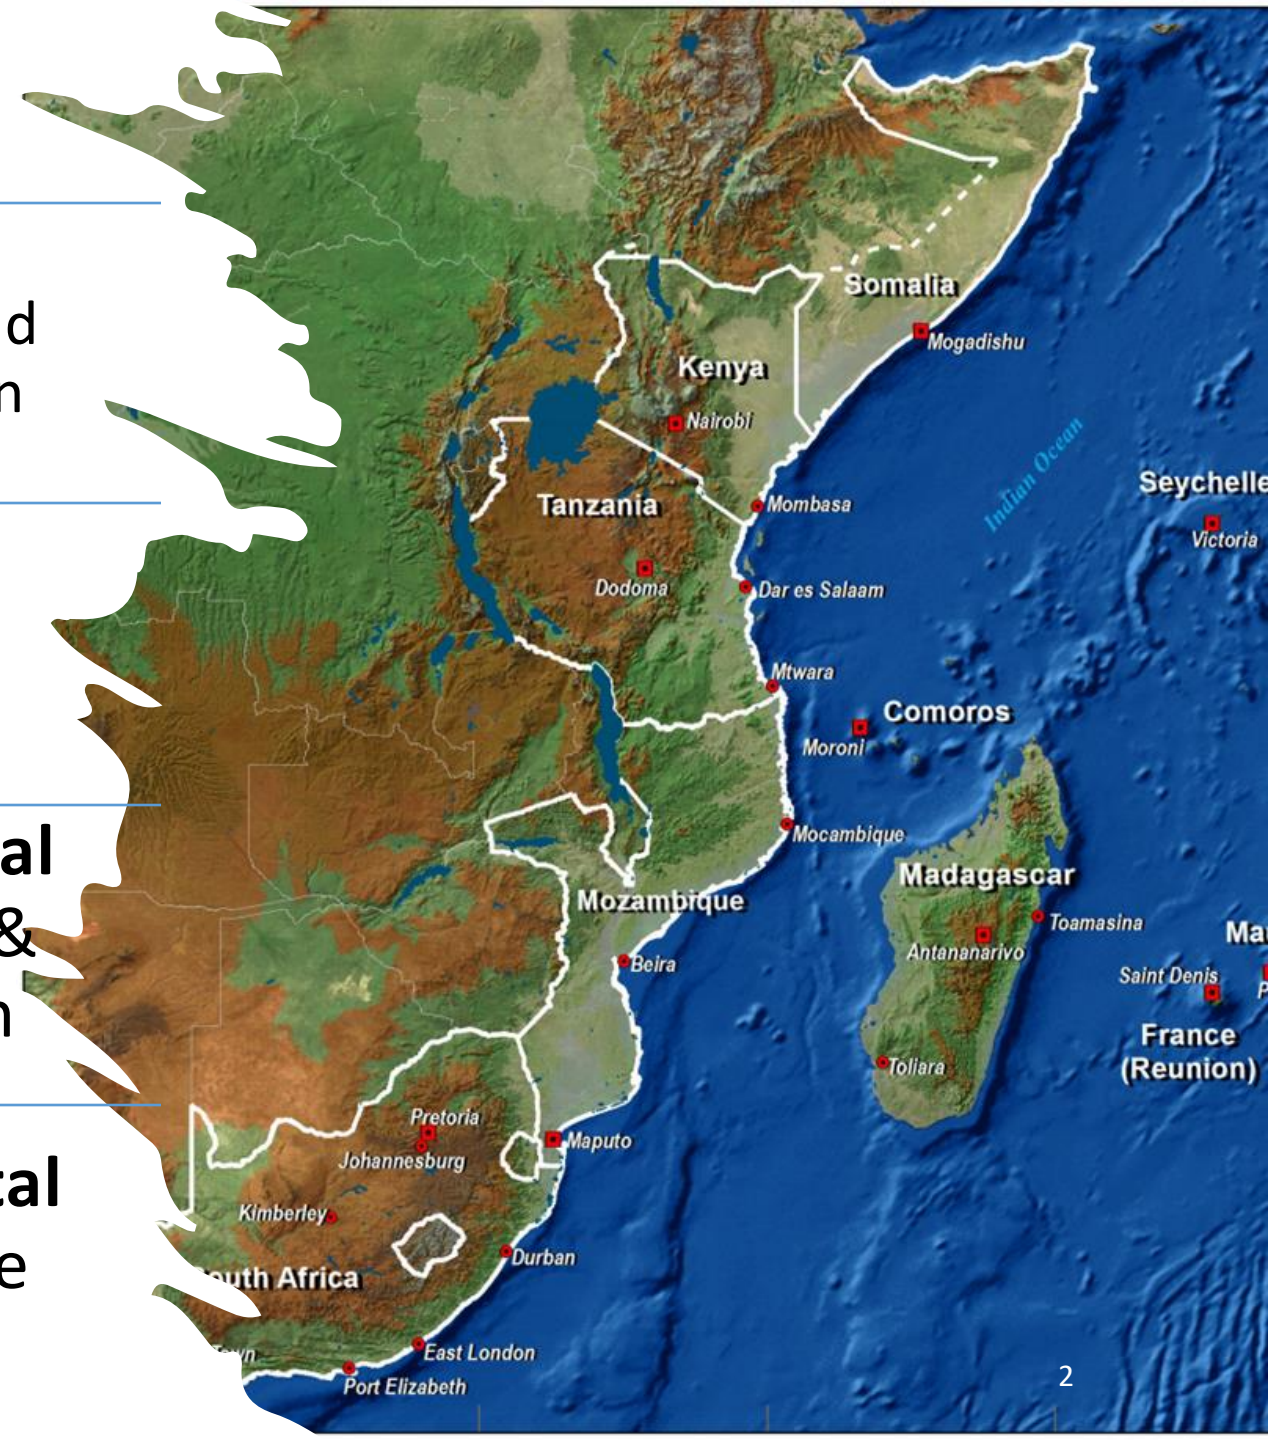 d
n
al
&
n
tal
e
Somalia
Mogadishu
Kenya
Nairobi
Indian Ocean
Seychelle
Victoria
Tanzania
Mombasa
Dodoma
Dar es Salaam
Mtwara
Comoros
Moroni
Mocambique
Madagascar
Mozambique
Toamasina
Antananarivo
Ma
Beira
Saint Denis
P
France
(Reunion)
Toliara
Pretoria
Maputo
Johannesburg
Kimberley
Durban
outh Africa
East London
Town
Port Elizabeth
2